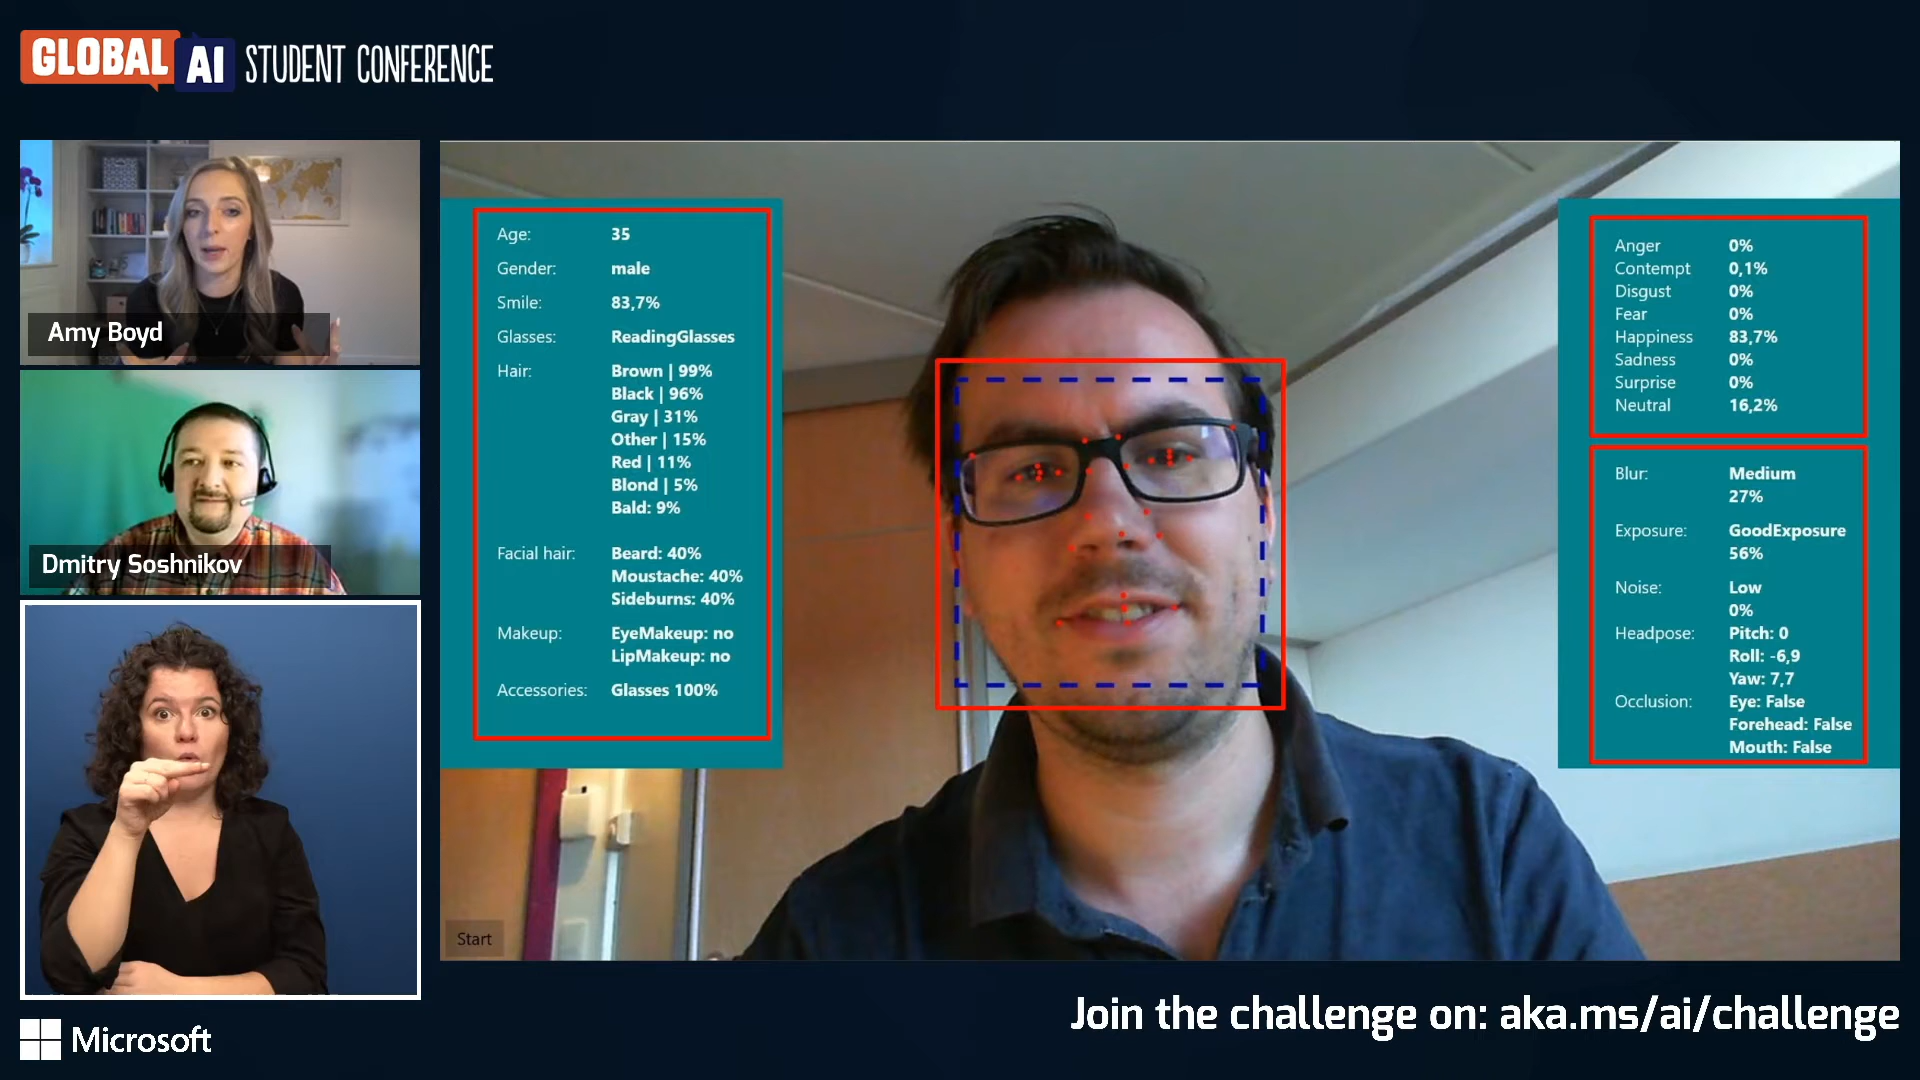 GLOBAL AI STUDENT CONFERENCE
Amy Boyd
Dmitry Soshnikov
Age: 35
Gender: male
Smile: 83,7%
Glasses: ReadingGlasses
Hair: Brown | 99%
Black | 96%
Gray | 31%
Other | 15%
Red | 11%
Blond | 5%
Bald: 9%
Facial hair: Beard: 40%
Moustache: 40%
Sideburns: 40%
Makeup: EyeMakeup: no
LipMakeup: no
Accessories: Glasses 100%
Anger 0%
Contempt 0,1%
Disgust 0%
Fear 0%
Happiness 83,7%
Sadness 0%
Surprise 0%
Neutral 16,2%
Blur: Medium
27%
Exposure: GoodExposure
56%
Noise: Low
0%
Headpose: Pitch: 0
Roll: -6,9
Yaw: 7,7
Occlusion: Eye: False
Forehead: False
Mouth: False
Start
Microsoft
Join the challenge on: aka.ms/ai/challenge